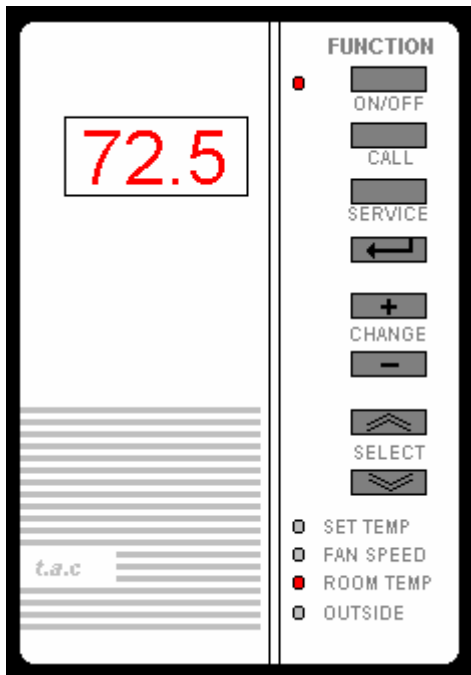 FUNCTION
72.5
ON/OFF
CALL
SERVICE
+
CHANGE
-
SELECT
SET TEMP
FAN SPEED
t.a.c
ROOM TEMP
OUTSIDE